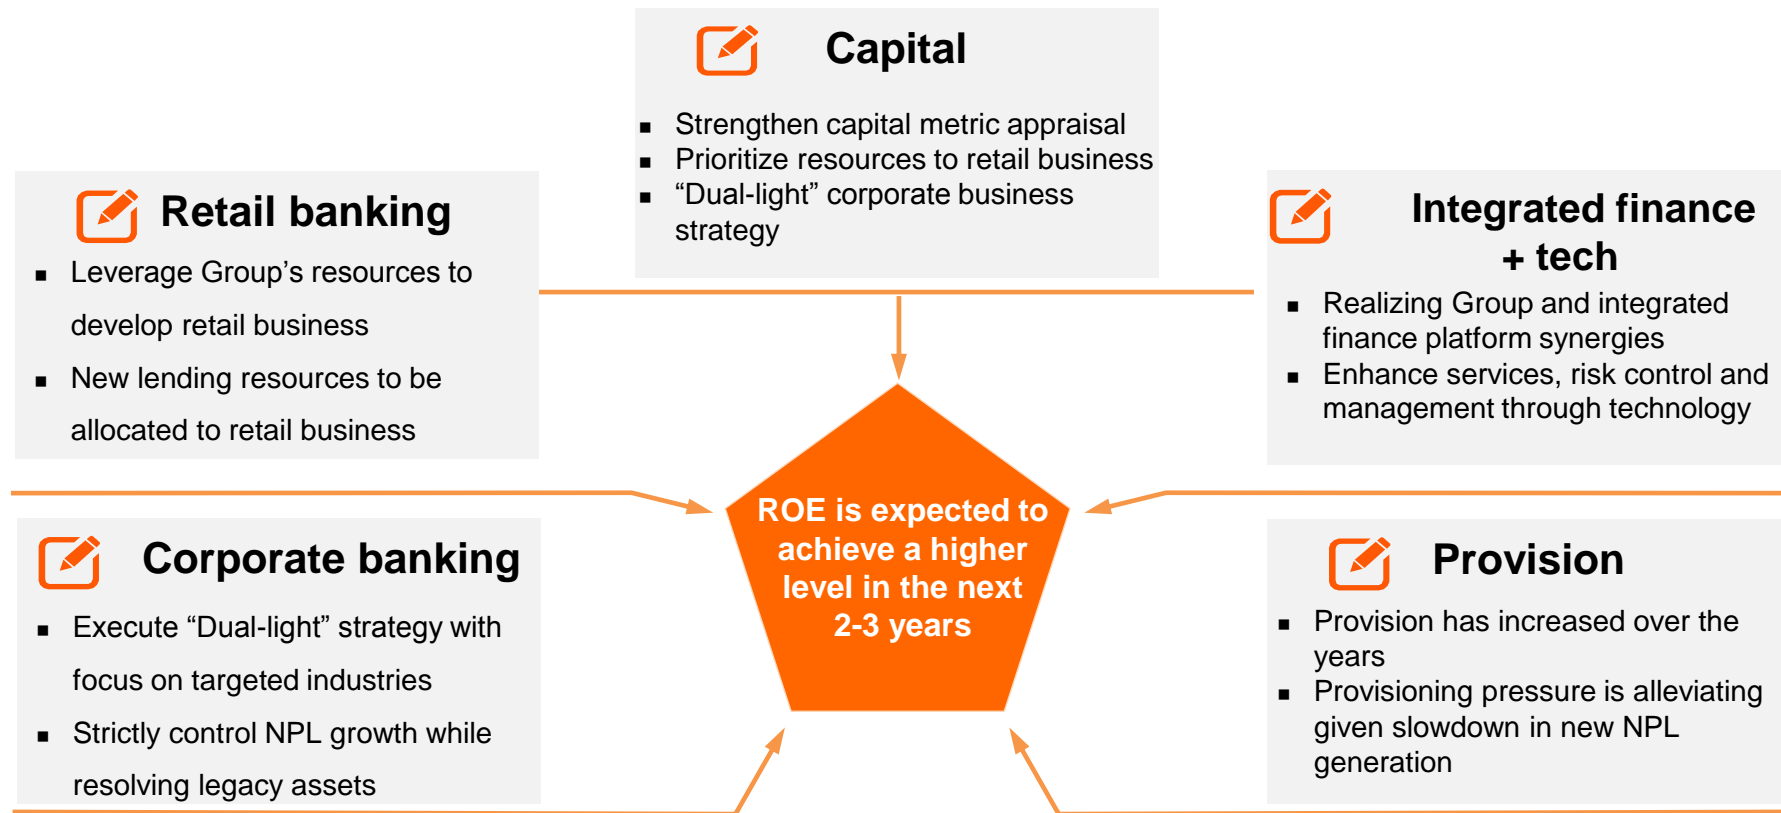 Capital
■ Strengthen capital metric appraisal
■ Prioritize resources to retail business
■ “Dual-light” corporate business
strategy
Retail banking
■ Leverage Group’s resources to
develop retail business
■ New lending resources to be
allocated to retail business
Integrated finance
+ tech
■ Realizing Group and integrated
finance platform synergies
■ Enhance services, risk control and
management through technology
ROE is expected to
achieve a higher
level in the next
2-3 years
Corporate banking
■ Execute “Dual-light” strategy with
focus on targeted industries
■ Strictly control NPL growth while
resolving legacy assets
Provision
■ Provision has increased over the
years
■ Provisioning pressure is alleviating
given slowdown in new NPL
generation